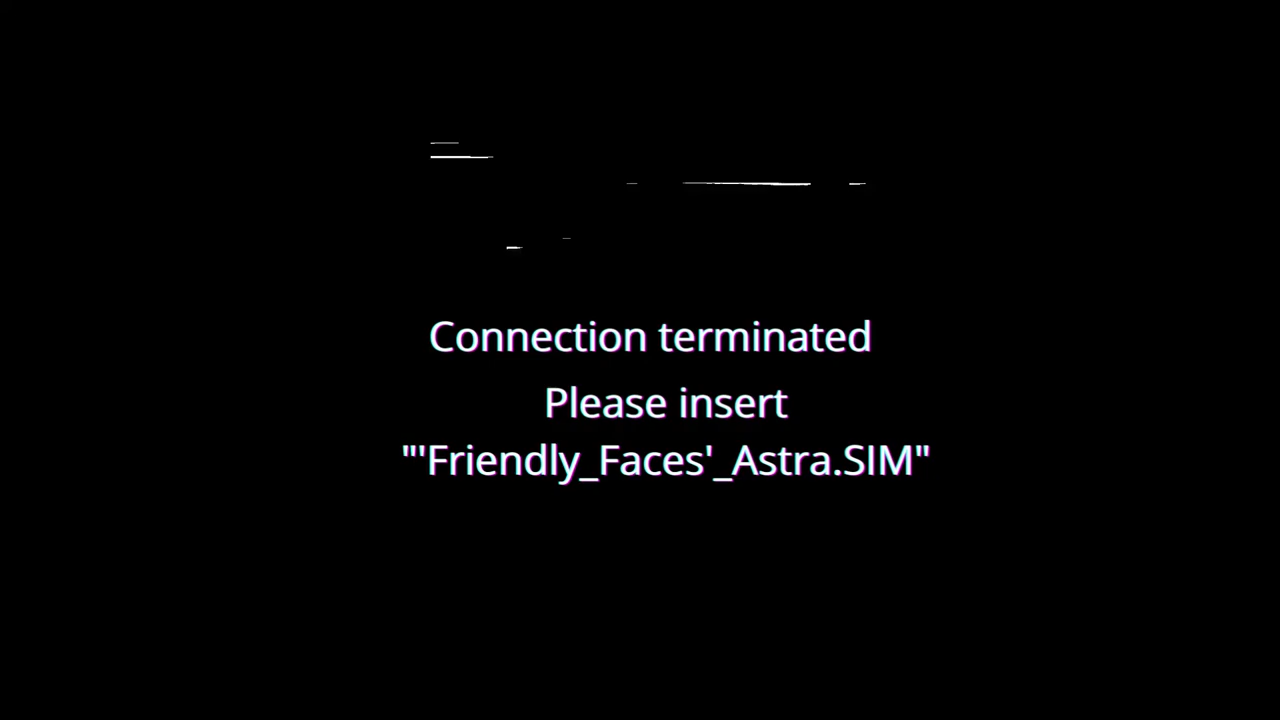 Connection terminated
Please insert
"'Friendly_Faces'_Astra.SIM"